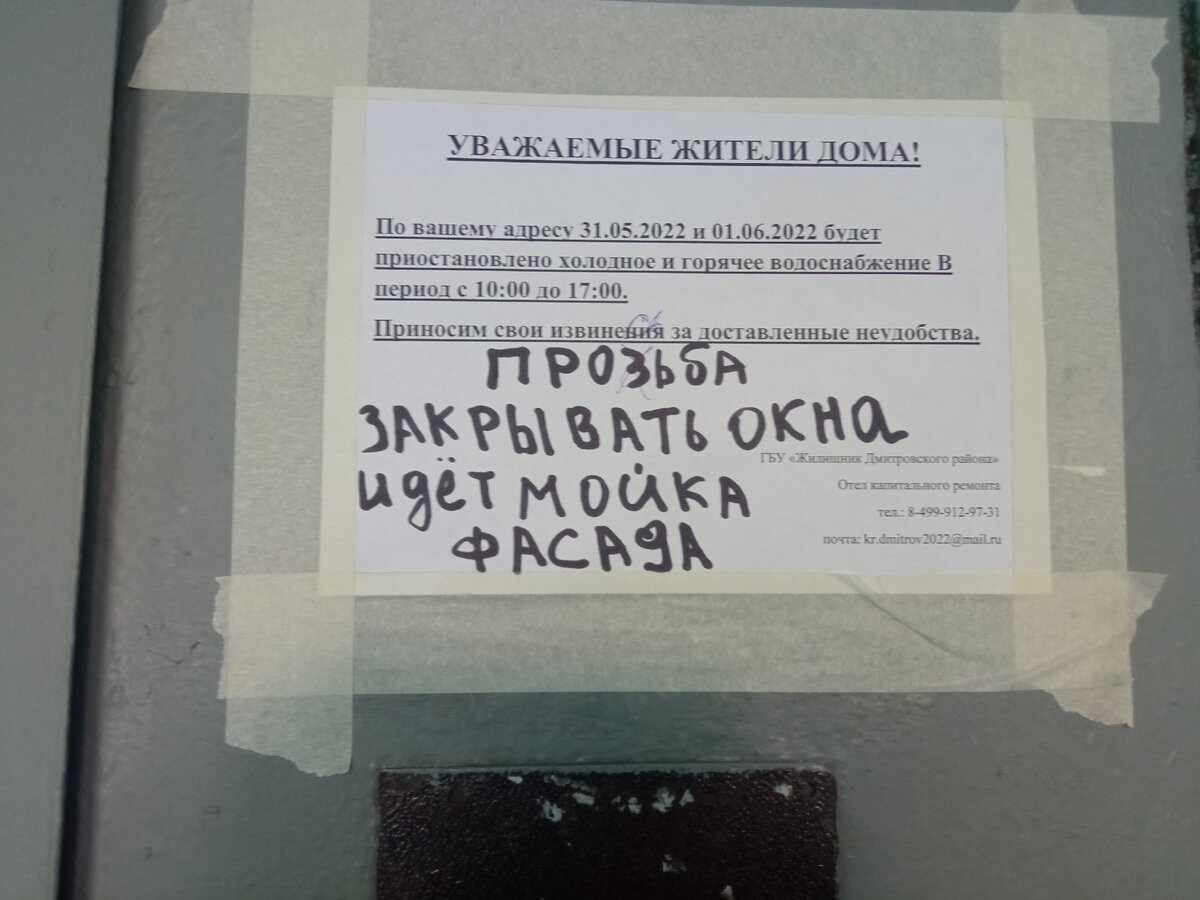 УВАЖАЕМЫЕ ЖИТЕЛИ ДОМА!
По вашему адресу 31.05.2022 и 01.06.2022 будет
приостановлено холодное и горячее водоснабжение В
период с 10:00 до 17:00.
Приносим свои извинения за доставленные неудобства.
ПРОЗЬБА
ЗАКРЫВАТЬ ОКНА
ИДЁТ МОЙКА
ФАСАДА
ГБУ «Жилищник Дмитровского района»
Отел капитального ремонта
тел.: 8-499-912-97-31
почта: kr.dmitrov2022@mail.ru